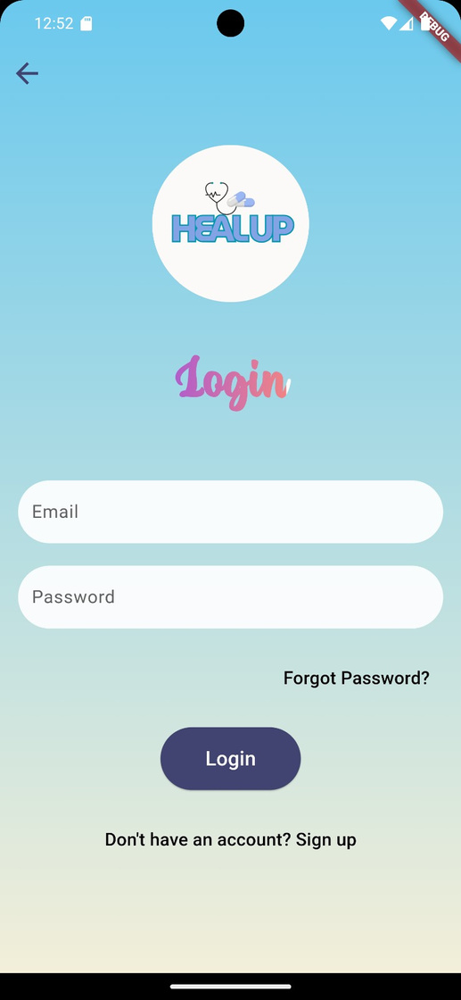 12:52
DEBUG
HEALUP
Login
Email
Password
Forgot Password?
Login
Don't have an account? Sign up